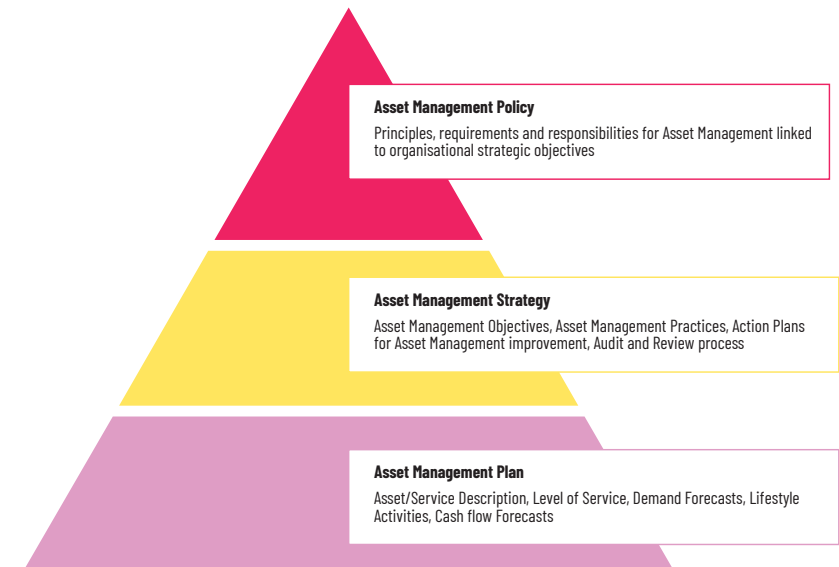 Asset Management Policy
Principles, requirements and responsibilities for Asset Management linked
to organisational strategic objectives
Asset Management Strategy
Asset Management Objectives, Asset Management Practices, Action Plans
for Asset Management improvement, Audit and Review process
Asset Management Plan
Asset/Service Description, Level of Service, Demand Forecasts, Lifestyle
Activities, Cash flow Forecasts